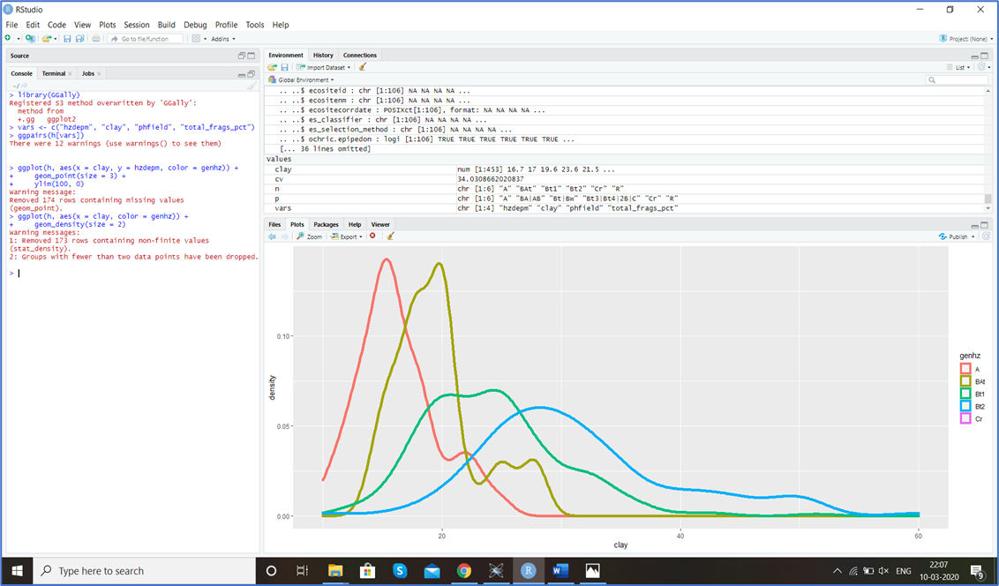 RStudio
File Edit Code View Plots Session Build Debug Profile Tools Help
Go to file/function Addins
Project: (None)
Source
Console Terminal Jobs
~/
> library(GGally)
Registered S3 method overwritten by 'GGally':
method from
+.gg ggplot2
> vars <- c("hzdepm", "clay", "phfield", "total_frags_pct")
> ggpairs(h[vars])
There were 12 warnings (use warnings() to see them)
> ggplot(h, aes(x = clay, y = hzdepm, color = genhz)) +
+ geom_point(size = 3) +
+ ylim(100, 0)
Warning message:
Removed 174 rows containing missing values
(geom_point).
> ggplot(h, aes(x = clay, color = genhz)) +
+ geom_density(size = 2)
Warning messages:
1: Removed 173 rows containing non-finite values
(stat_density).
2: Groups with fewer than two data points have been dropped.
>
Environment History Connections
Import Dataset
List
Global Environment
.. ..$ ecositeid : chr [1:106] NA NA NA NA ...
.. ..$ ecositenm : chr [1:106] NA NA NA NA ...
.. ..$ ecositecorrdate : POSIXct[1:106], format: NA NA NA NA ...
.. ..$ es_classifier : chr [1:106] NA NA NA NA ...
.. ..$ es_selection_method : chr [1:106] NA NA NA NA ...
.. ..$ ochric.epipedon : logi [1:106] TRUE TRUE TRUE TRUE TRUE TRUE ...
[... 36 lines omitted]
values
clay num [1:453] 16.7 17 19.6 23.6 21.5 ...
cv 34.0308662020837
n chr [1:6] "A" "BAt" "Bt1" "Bt2" "Cr" "R"
p chr [1:6] "A" "BA|AB" "Bt|Bw" "Bt3|Bt4|2B|C" "Cr" "R"
vars chr [1:4] "hzdepm" "clay" "phfield" "total_frags_pct"
Files Plots Packages Help Viewer
Zoom Export
Publish
0.10
0.05
0.00
density
20 40 60
clay
genhz
A
BAt
Bt1
Bt2
Cr
Type here to search
ENG
22:07
10-03-2020
9